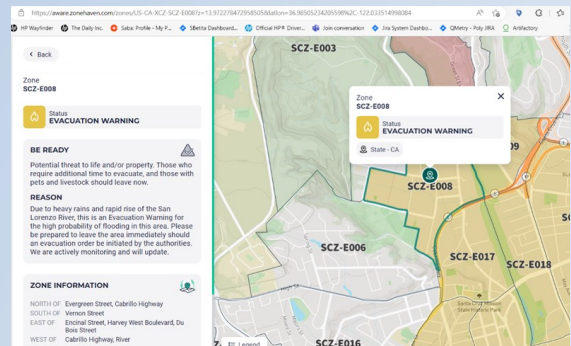 https://aware.zonehaven.com/zones/US-CA-XCZ-SCZ-E008?z=13.972278472958505&latlon=36.98505234205598%2C-122.033514998084
HP Wayfinder The Daily Inc. Saba: Profile - My P... SBelita Dashboard... Official HP® Driver... Join conversation Jira System Dashbo... QMetry - Poly JIRA Artifactory
< Back
Zone
SCZ-E008
Status
EVACUATION WARNING
BE READY
Potential threat to life and/or property. Those who
require additional time to evacuate, and those with
pets and livestock should leave now.
REASON
Due to heavy rains and rapid rise of the San
Lorenzo River, this is an Evacuation Warning for
the high probability of flooding in this area. Please
be prepared to leave the area immediately should
an evacuation order be initiated by the authorities.
We are actively monitoring and will update.
ZONE INFORMATION
NORTH OF Evergreen Street, Cabrillo Highway
SOUTH OF Vernon Street
EAST OF Encinal Street, Harvey West Boulevard, Du
Bois Street
WEST OF Cabrillo Highway, River
SCZ-E003
Zone
SCZ-E008
Status
EVACUATION WARNING
State - CA
09
SCZ-E008
SCZ-E006
SCZ-E017
SCZ-E018
High St
Santa Cruz Mission
State Historic Park
Legend
SCZ-E016